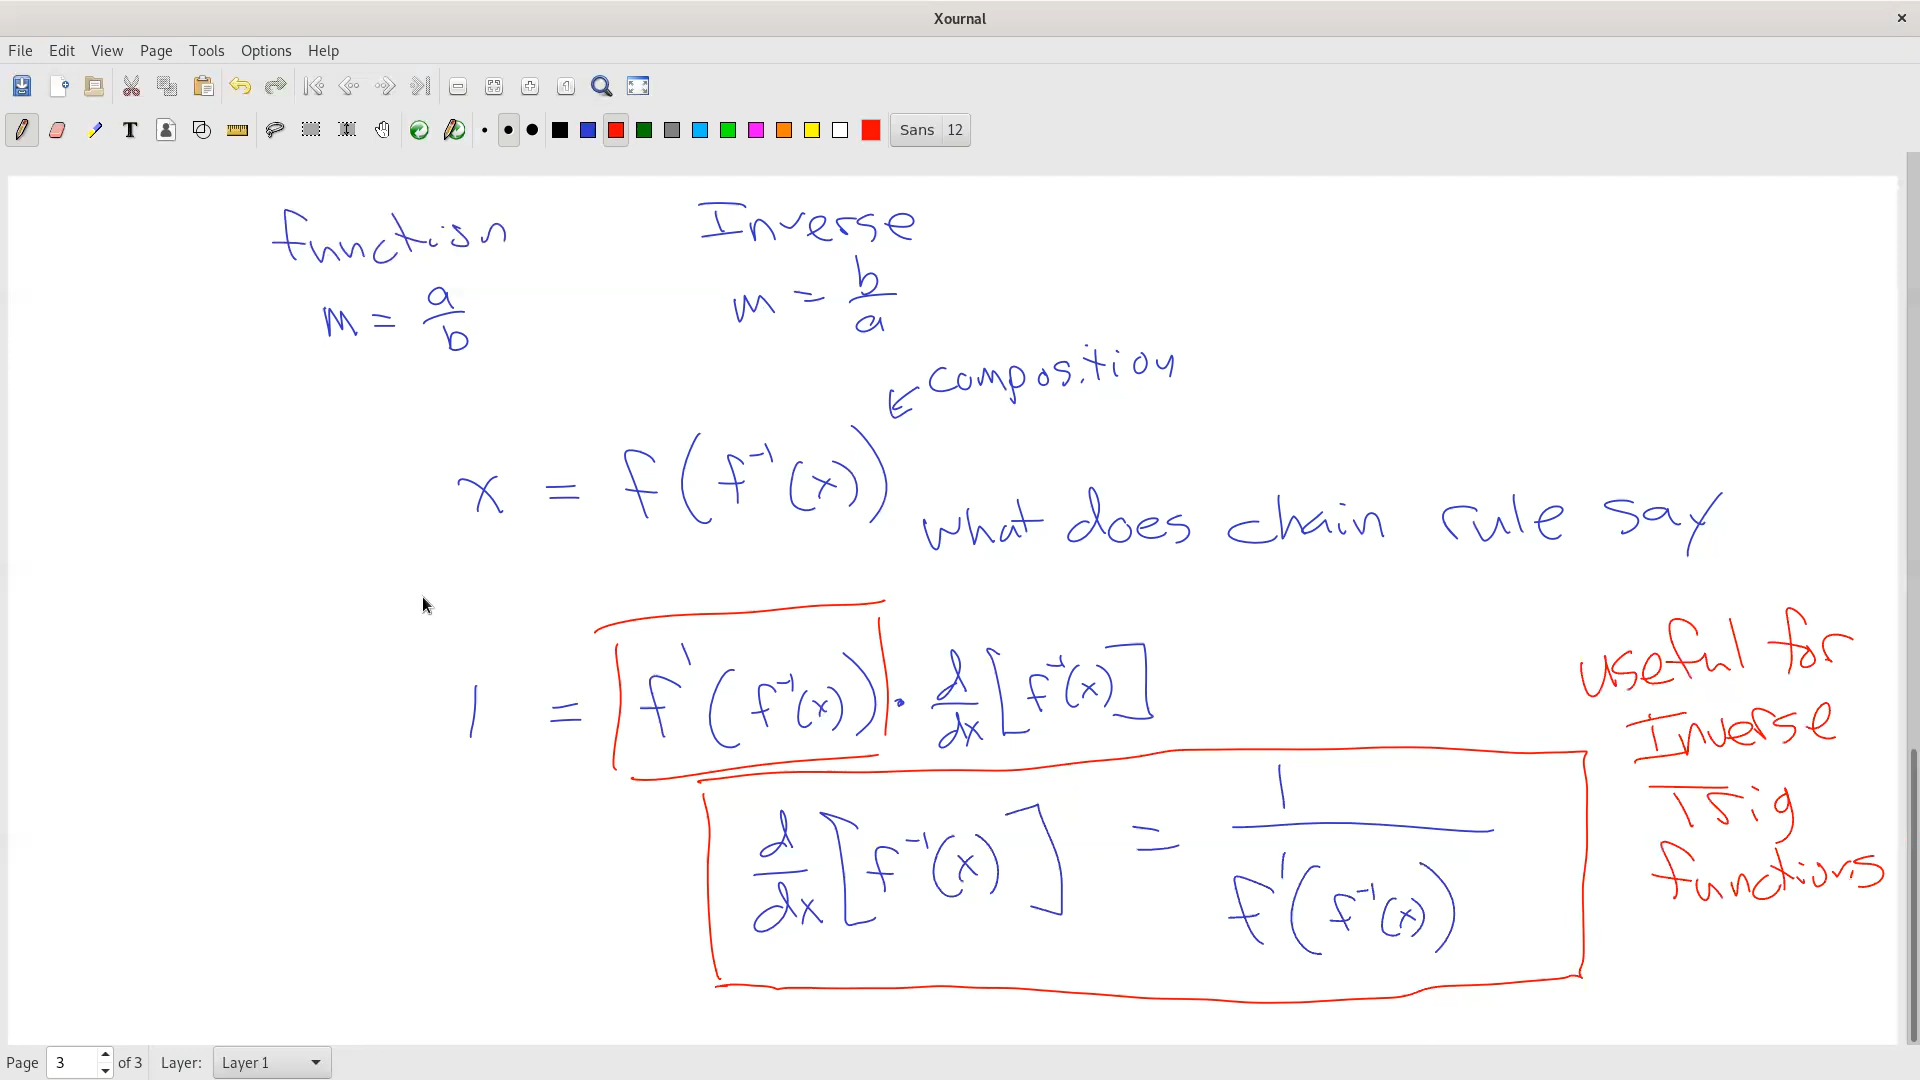 Xournal
File Edit View Page Tools Options Help
Sans 12
function Inverse
m = a/b m = b/a
composition
x = f(f⁻¹(x))
what does chain rule say
1 = f'(f⁻¹(x)) · d/dx [f⁻¹(x)]
d/dx [f⁻¹(x)] = 1/f'(f⁻¹(x))
useful for
Inverse
Trig
functions
Page 3 of 3 Layer: Layer 1